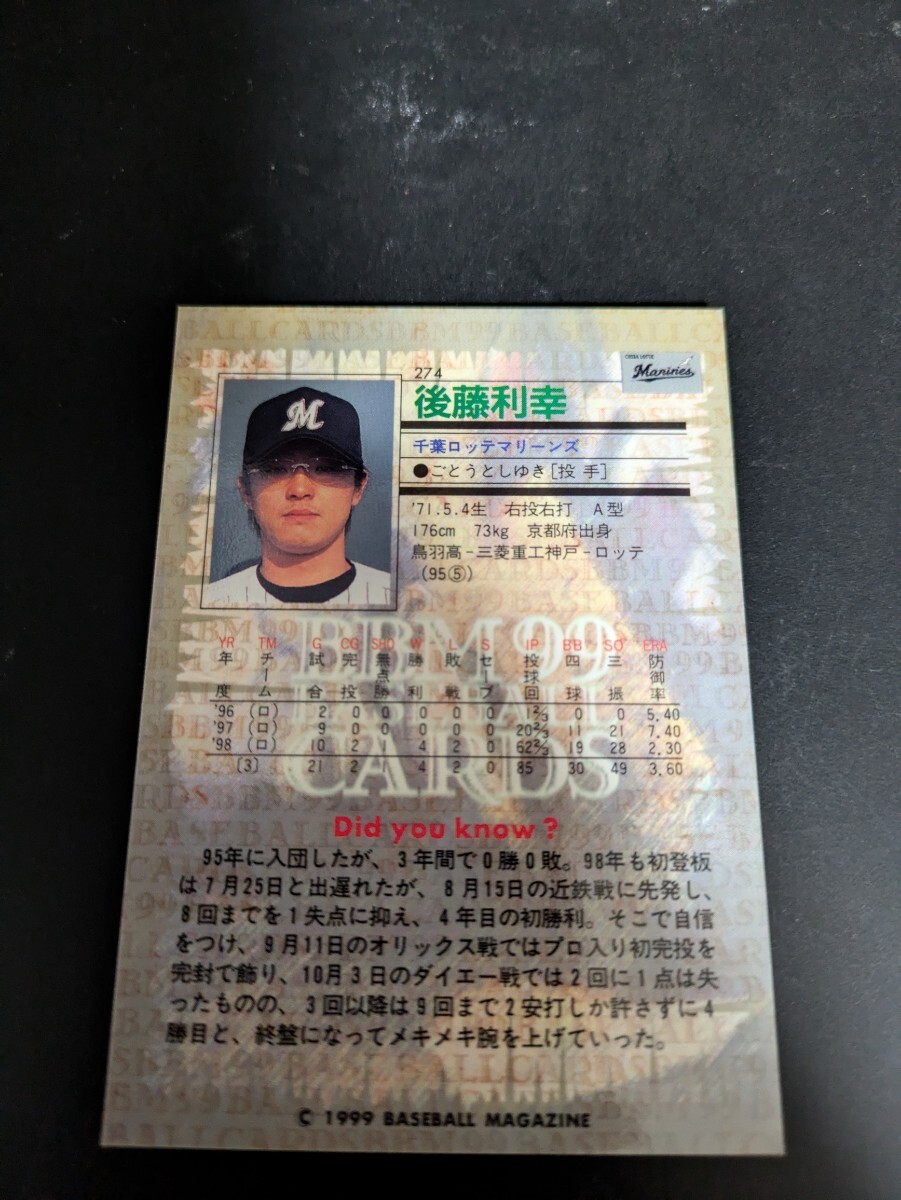 274
CHIBA LOTTE
Marines
後藤利幸
千葉ロッテマリーンズ
●ごとうとしゆき[投 手]
'71.5.4生 右投右打 A型
176cm 73kg 京都府出身
鳥羽高-三菱重工神戸-ロッテ
(95⑤)
M
BBM 99
BASEBALL
CARDS
YR TM G CG SHO W L S IP BB SO ERA
年度 チーム 試合 完投 無点勝 勝利 敗戦 セーブ 投球回 四球 三振 防御率
'96 (ロ) 2 0 0 0 0 0 1 2/3 0 0 5.40
'97 (ロ) 9 0 0 0 0 0 20 2/3 11 21 7.40
'98 (ロ) 10 2 1 4 2 0 62 2/3 19 28 2.30
(3) 21 2 1 4 2 0 85 30 49 3.60
Did you know?
95年に入団したが、3年間で0勝0敗。98年も初登板
は7月25日と出遅れたが、8月15日の近鉄戦に先発し、
8回までを1失点に抑え、4年目の初勝利。そこで自信
をつけ、9月11日のオリックス戦ではプロ入り初完投を
完封で飾り、10月3日のダイエー戦では2回に1点は失
ったものの、3回以降は9回まで2安打しか許さずに4
勝目と、終盤になってメキメキ腕を上げていった。
© 1999 BASEBALL MAGAZINE